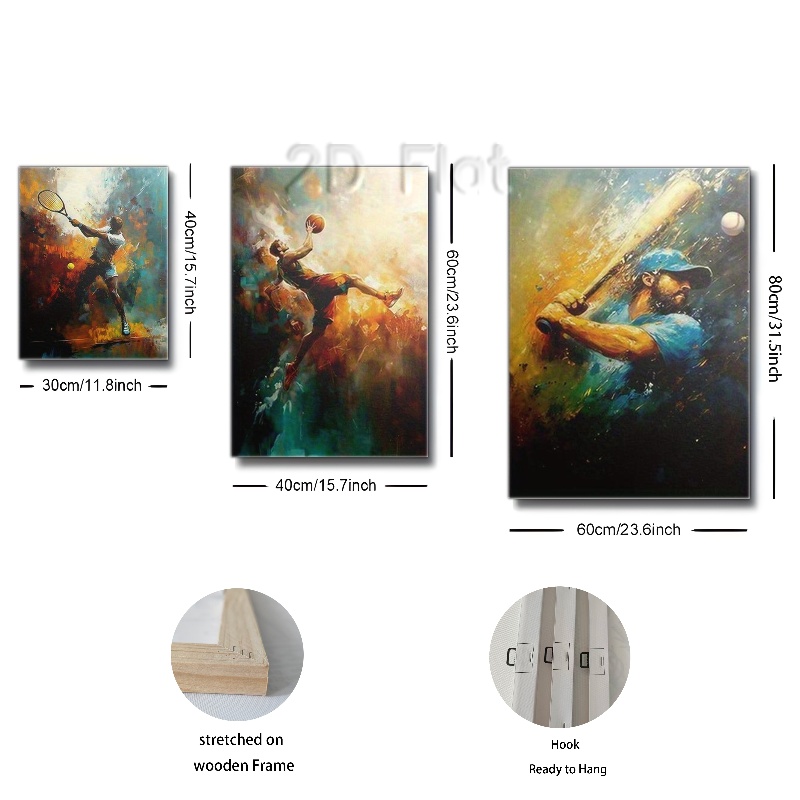 2D Flat
40cm/15.7inch
60cm/23.6inch
80cm/31.5inch
30cm/11.8inch
40cm/15.7inch
60cm/23.6inch
stretched on
wooden Frame
Hook
Ready to Hang